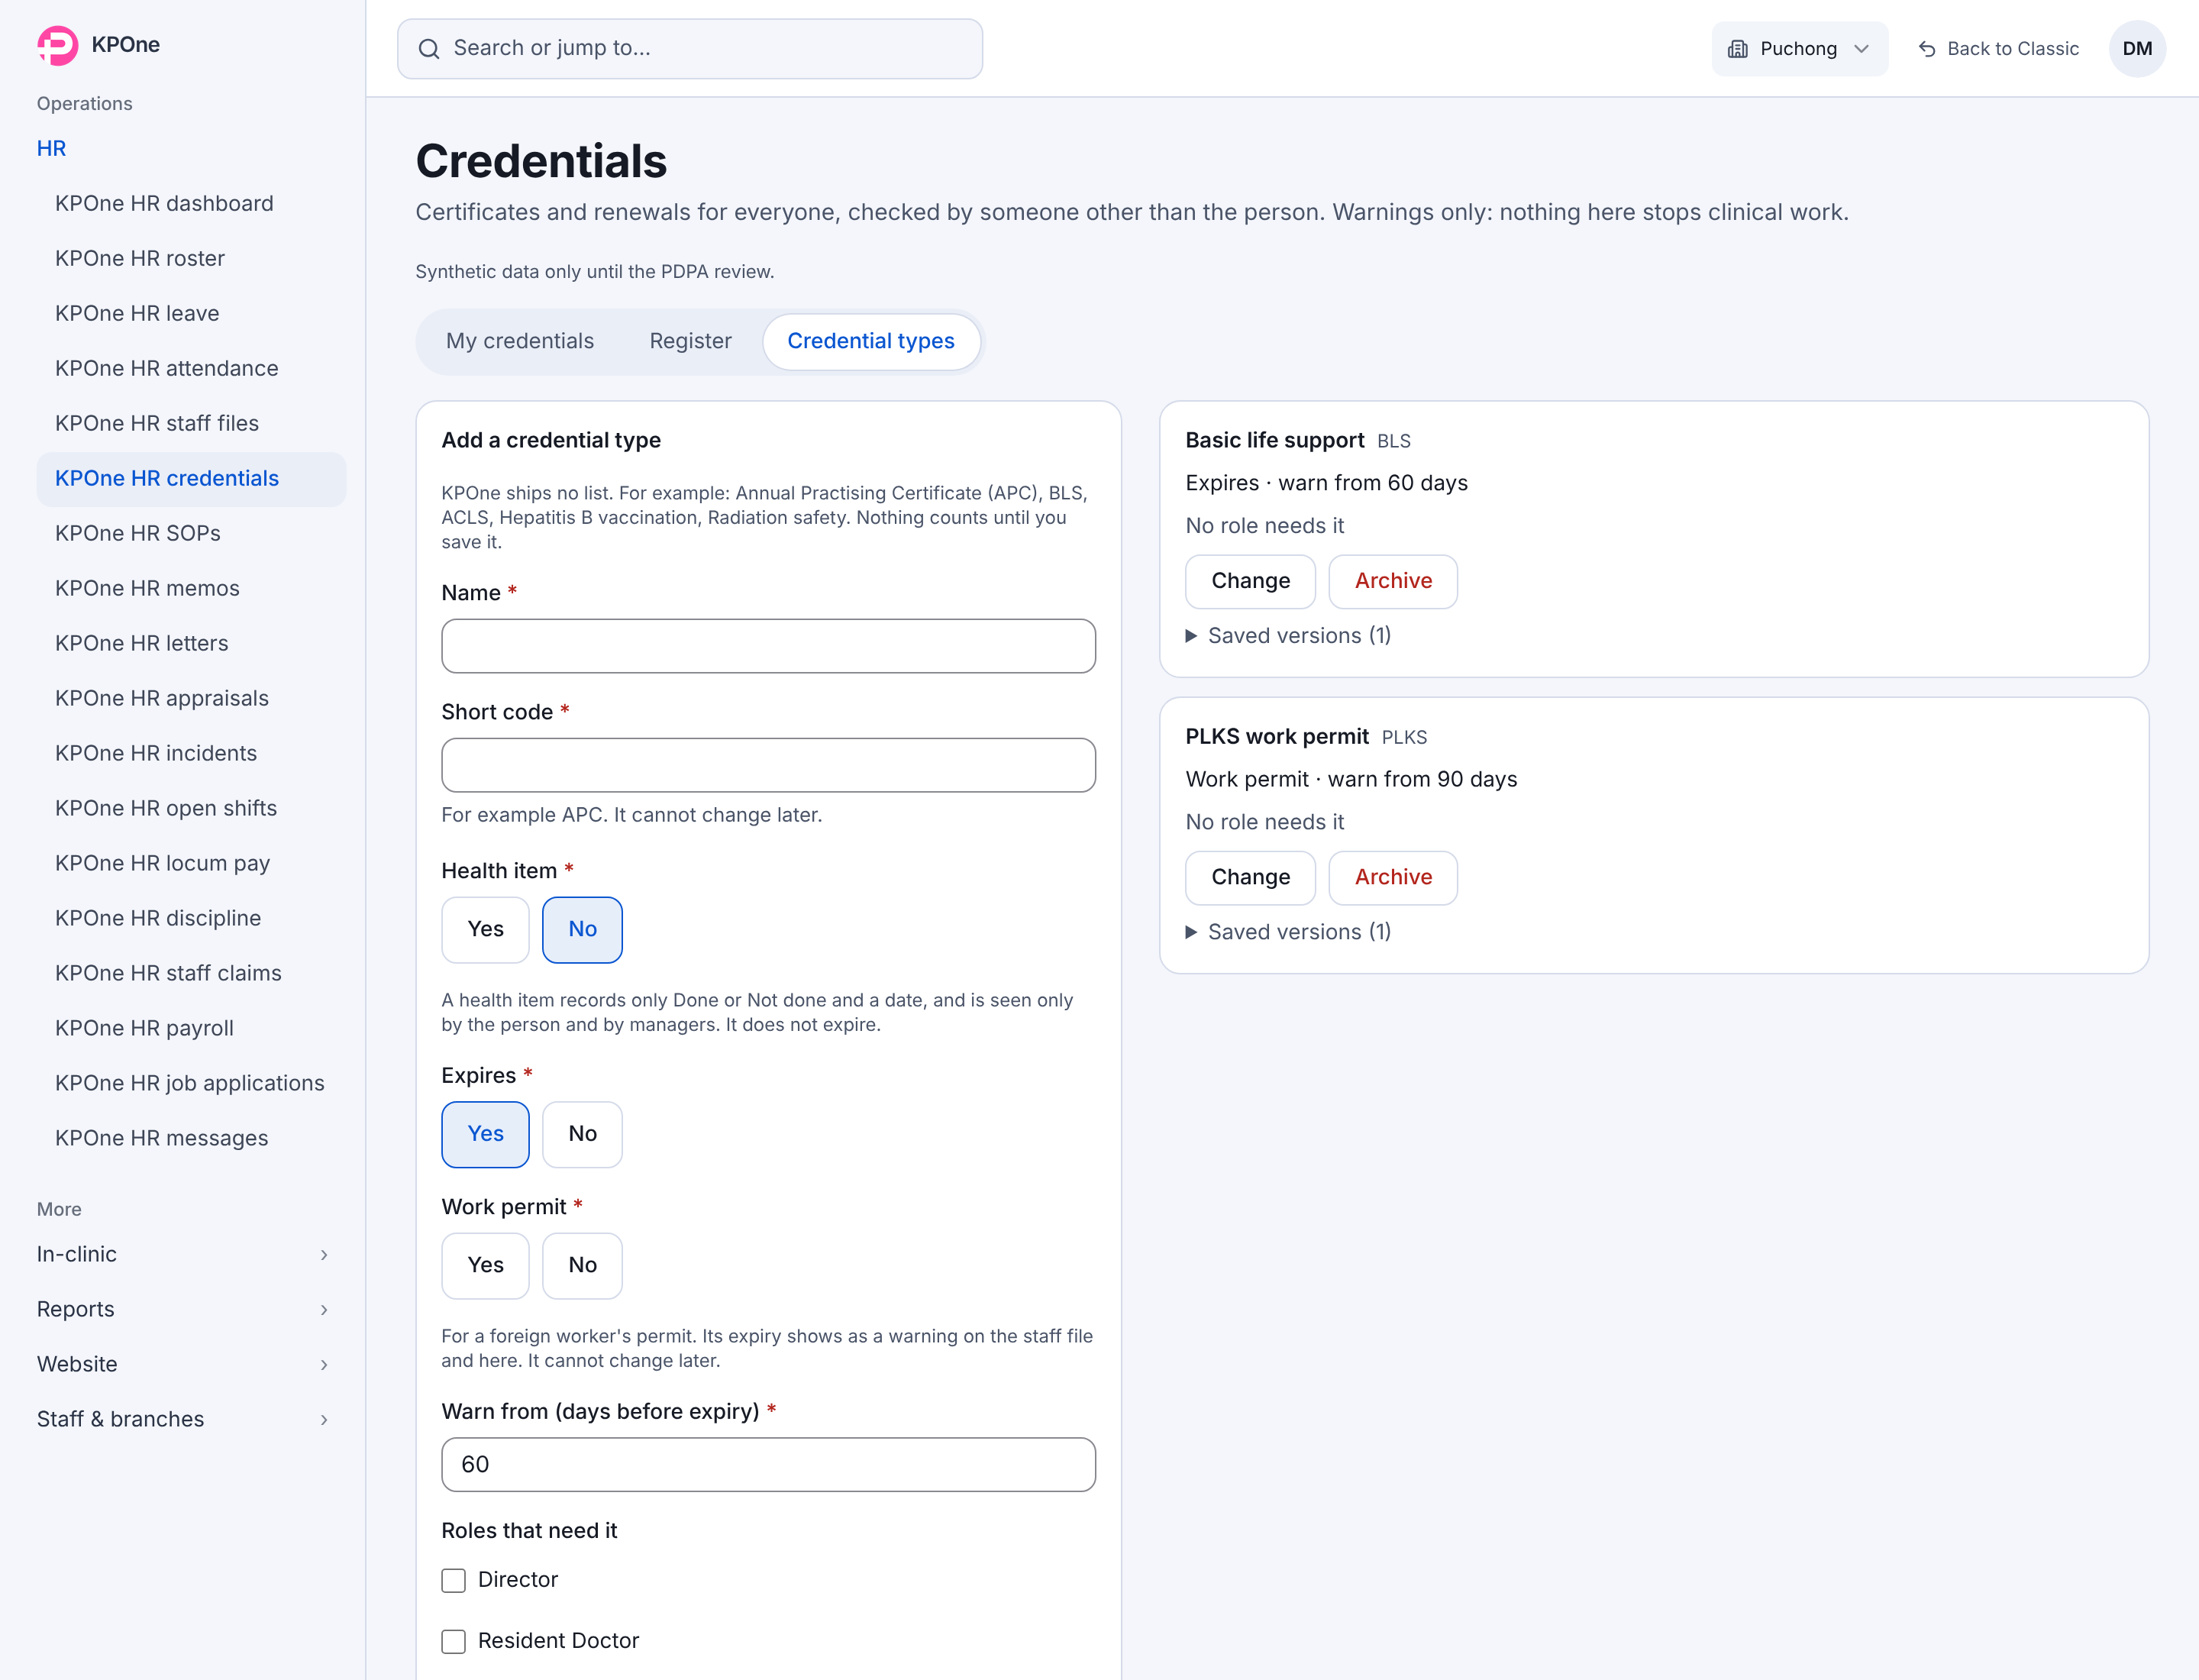 KPOne
Operations
HR
KPOne HR dashboard
KPOne HR roster
KPOne HR leave
KPOne HR attendance
KPOne HR staff files
KPOne HR credentials
KPOne HR SOPs
KPOne HR memos
KPOne HR letters
KPOne HR appraisals
KPOne HR incidents
KPOne HR open shifts
KPOne HR locum pay
KPOne HR discipline
KPOne HR staff claims
KPOne HR payroll
KPOne HR job applications
KPOne HR messages
More
In-clinic
Reports
Website
Staff & branches
Search or jump to...
Puchong
Back to Classic
DM
Credentials
Certificates and renewals for everyone, checked by someone other than the person. Warnings only: nothing here stops clinical work.
Synthetic data only until the PDPA review.
My credentials
Register
Credential types
Add a credential type
KPOne ships no list. For example: Annual Practising Certificate (APC), BLS,
ACLS, Hepatitis B vaccination, Radiation safety. Nothing counts until you
save it.
Name *
Short code *
For example APC. It cannot change later.
Health item *
Yes No
A health item records only Done or Not done and a date, and is seen only
by the person and by managers. It does not expire.
Expires *
Yes No
Work permit *
Yes No
For a foreign worker's permit. Its expiry shows as a warning on the staff file
and here. It cannot change later.
Warn from (days before expiry) *
60
Roles that need it
Director
Resident Doctor
Basic life support BLS
Expires · warn from 60 days
No role needs it
Change Archive
Saved versions (1)
PLKS work permit PLKS
Work permit · warn from 90 days
No role needs it
Change Archive
Saved versions (1)